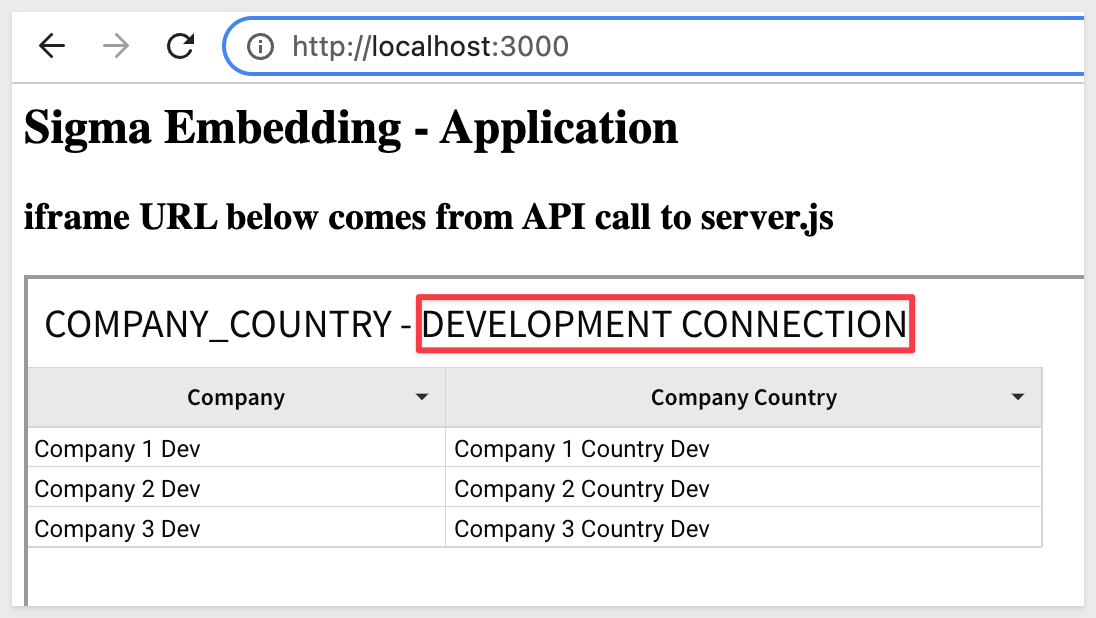 http://localhost:3000
Sigma Embedding - Application
iframe URL below comes from API call to server.js
COMPANY_COUNTRY - DEVELOPMENT CONNECTION
Company Company Country
Company 1 Dev Company 1 Country Dev
Company 2 Dev Company 2 Country Dev
Company 3 Dev Company 3 Country Dev